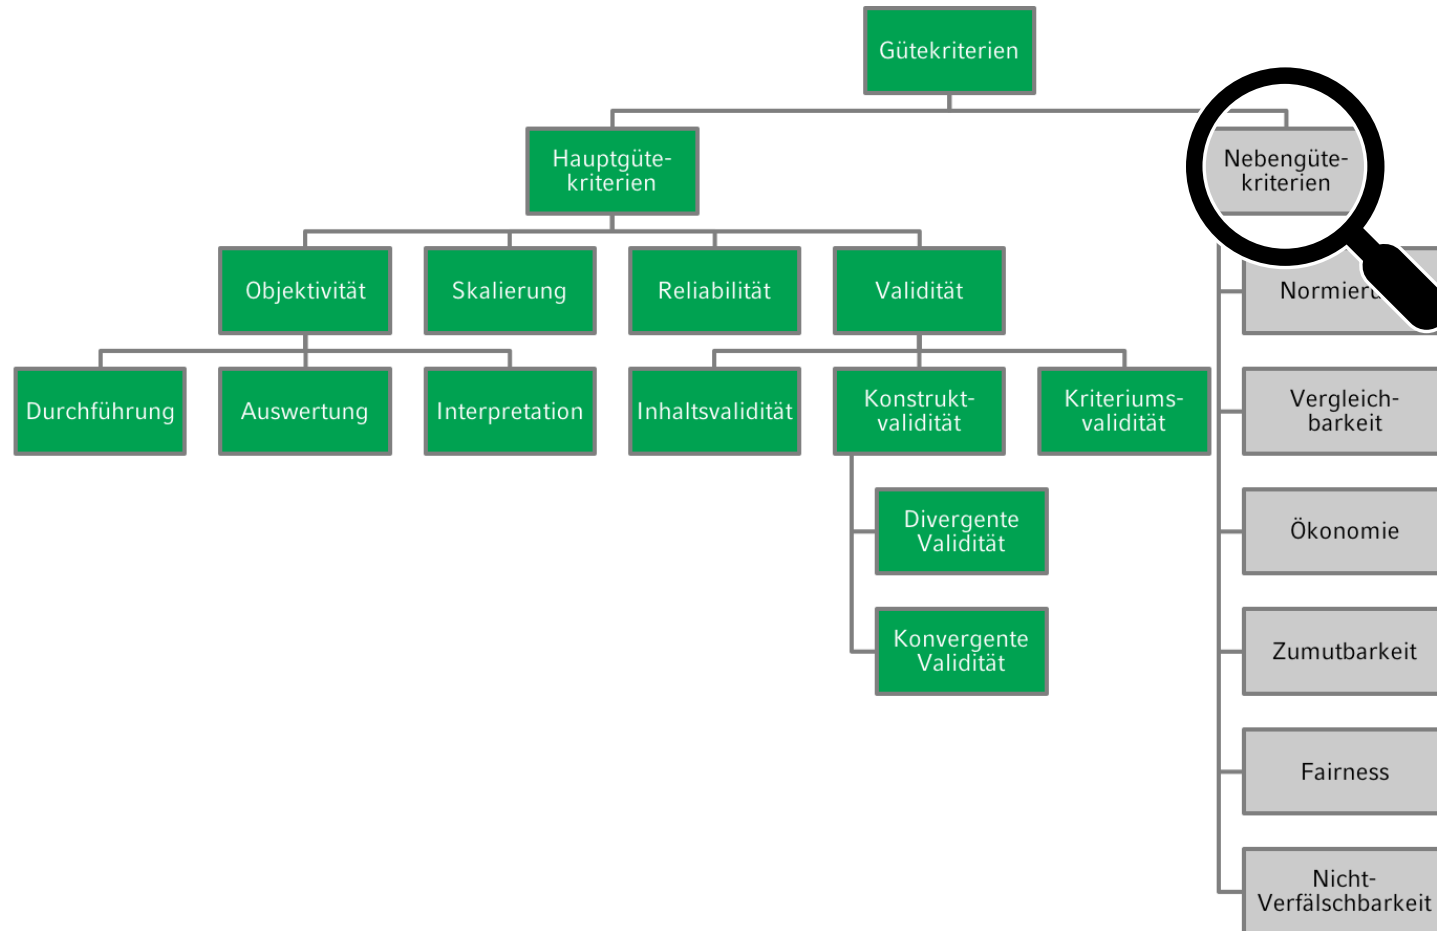 Gütekriterien
Hauptgüte-
kriterien
Nebengüte-
kriterien
Objektivität
Skalierung
Reliabilität
Validität
Durchführung
Auswertung
Interpretation
Inhaltsvalidität
Konstrukt-
validität
Kriteriums-
validität
Divergente
Validität
Konvergente
Validität
Vergleich-
barkeit
Ökonomie
Zumutbarkeit
Fairness
Nicht-
Verfälschbarkeit